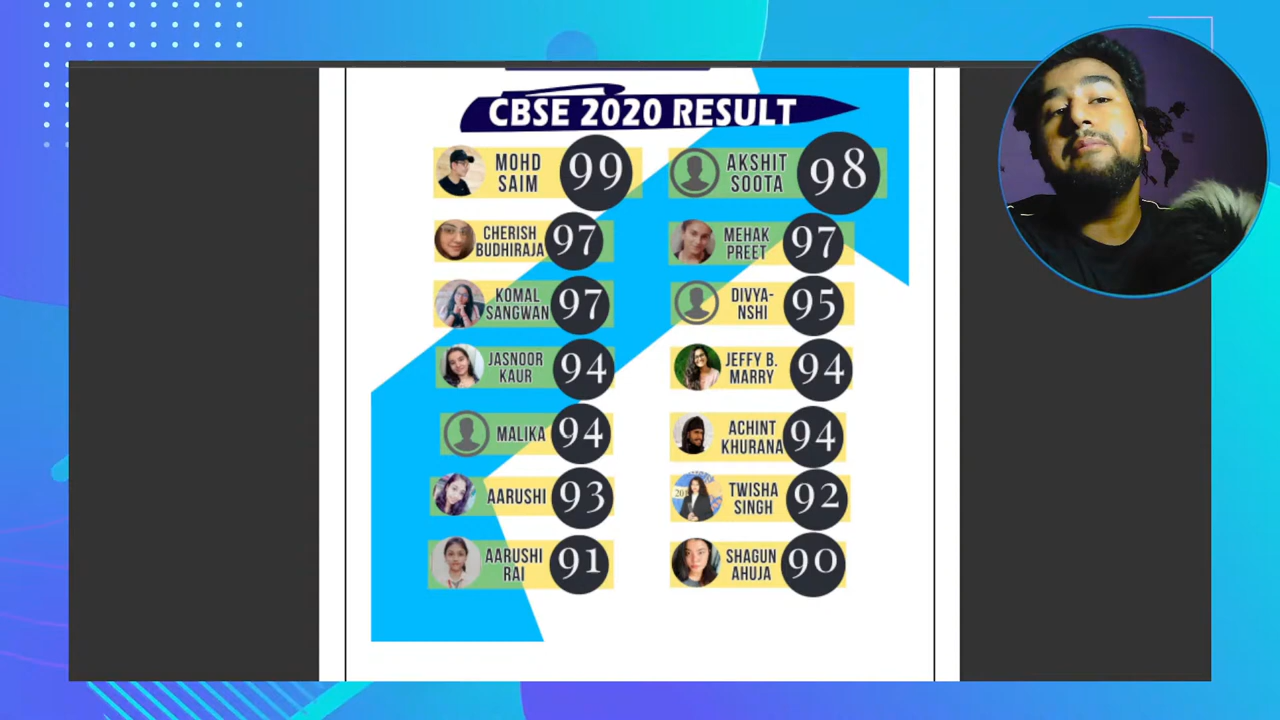 CBSE 2020 RESULT
MOHD
SAIM
99
AKSHIT
SOOTA
98
CHERISH
BUDHIRAJA
97
MEHAK
PREET
97
KOMAL
SANGWAN
97
DIVYA-
NSHI
95
JASNOOR
KAUR
94
JEFFY B.
MARRY
94
MALIKA
94
ACHINT
KHURANA
94
AARUSHI
93
TWISHA
SINGH
92
AARUSHI
RAI
91
SHAGUN
AHUJA
90